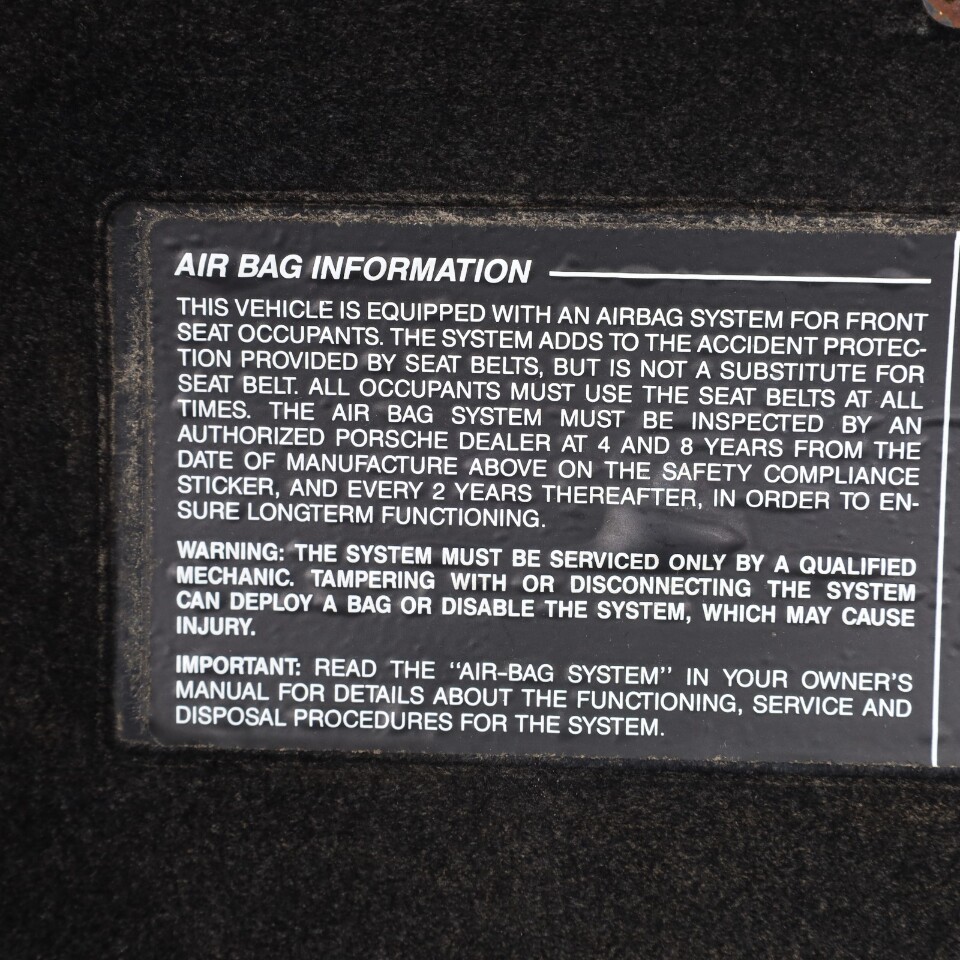 AIR BAG INFORMATION
THIS VEHICLE IS EQUIPPED WITH AN AIRBAG SYSTEM FOR FRONT
SEAT OCCUPANTS. THE SYSTEM ADDS TO THE ACCIDENT PROTEC-
TION PROVIDED BY SEAT BELTS, BUT IS NOT A SUBSTITUTE FOR
SEAT BELT. ALL OCCUPANTS MUST USE THE SEAT BELTS AT ALL
TIMES. THE AIR BAG SYSTEM MUST BE INSPECTED BY AN
AUTHORIZED PORSCHE DEALER AT 4 AND 8 YEARS FROM THE
DATE OF MANUFACTURE ABOVE ON THE SAFETY COMPLIANCE
STICKER, AND EVERY 2 YEARS THEREAFTER, IN ORDER TO EN-
SURE LONGTERM FUNCTIONING.
WARNING: THE SYSTEM MUST BE SERVICED ONLY BY A QUALIFIED
MECHANIC. TAMPERING WITH OR DISCONNECTING THE SYSTEM
CAN DEPLOY A BAG OR DISABLE THE SYSTEM, WHICH MAY CAUSE
INJURY.
IMPORTANT: READ THE "AIR-BAG SYSTEM" IN YOUR OWNER'S
MANUAL FOR DETAILS ABOUT THE FUNCTIONING, SERVICE AND
DISPOSAL PROCEDURES FOR THE SYSTEM.